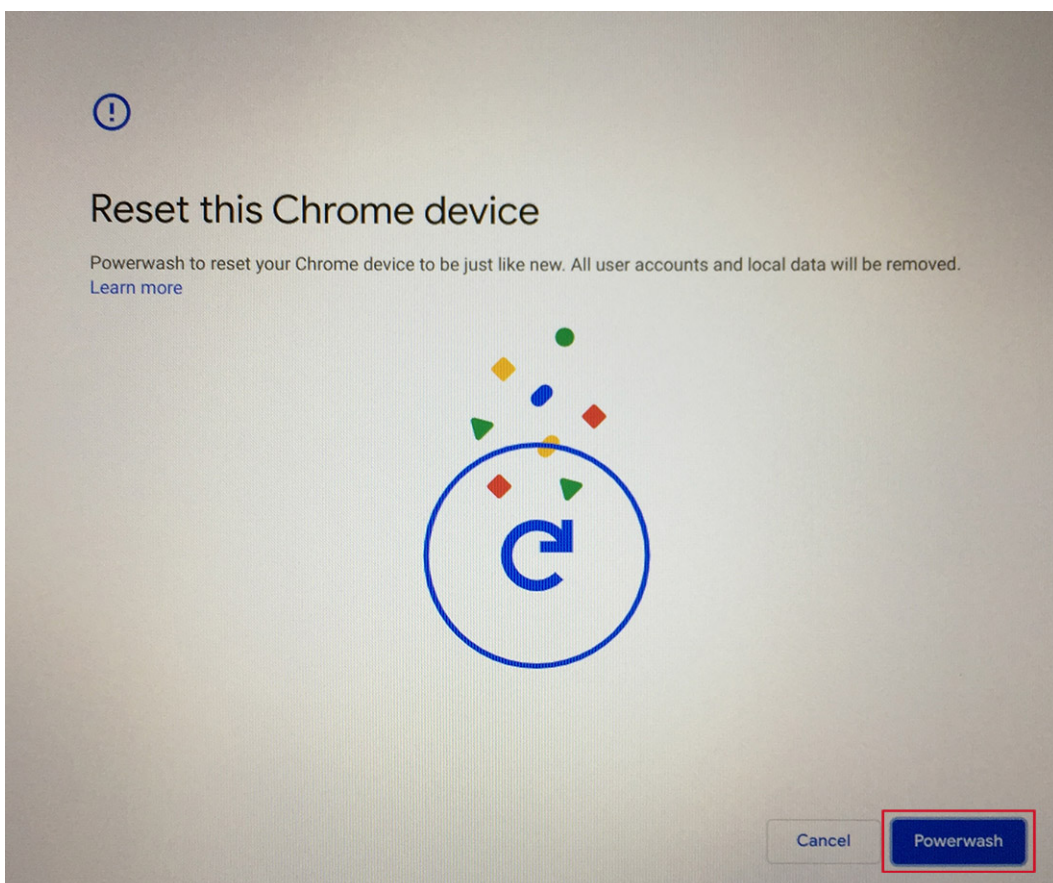 Reset this Chrome device
Powerwash to reset your Chrome device to be just like new. All user accounts and local data will be removed.
Learn more
Cancel
Powerwash